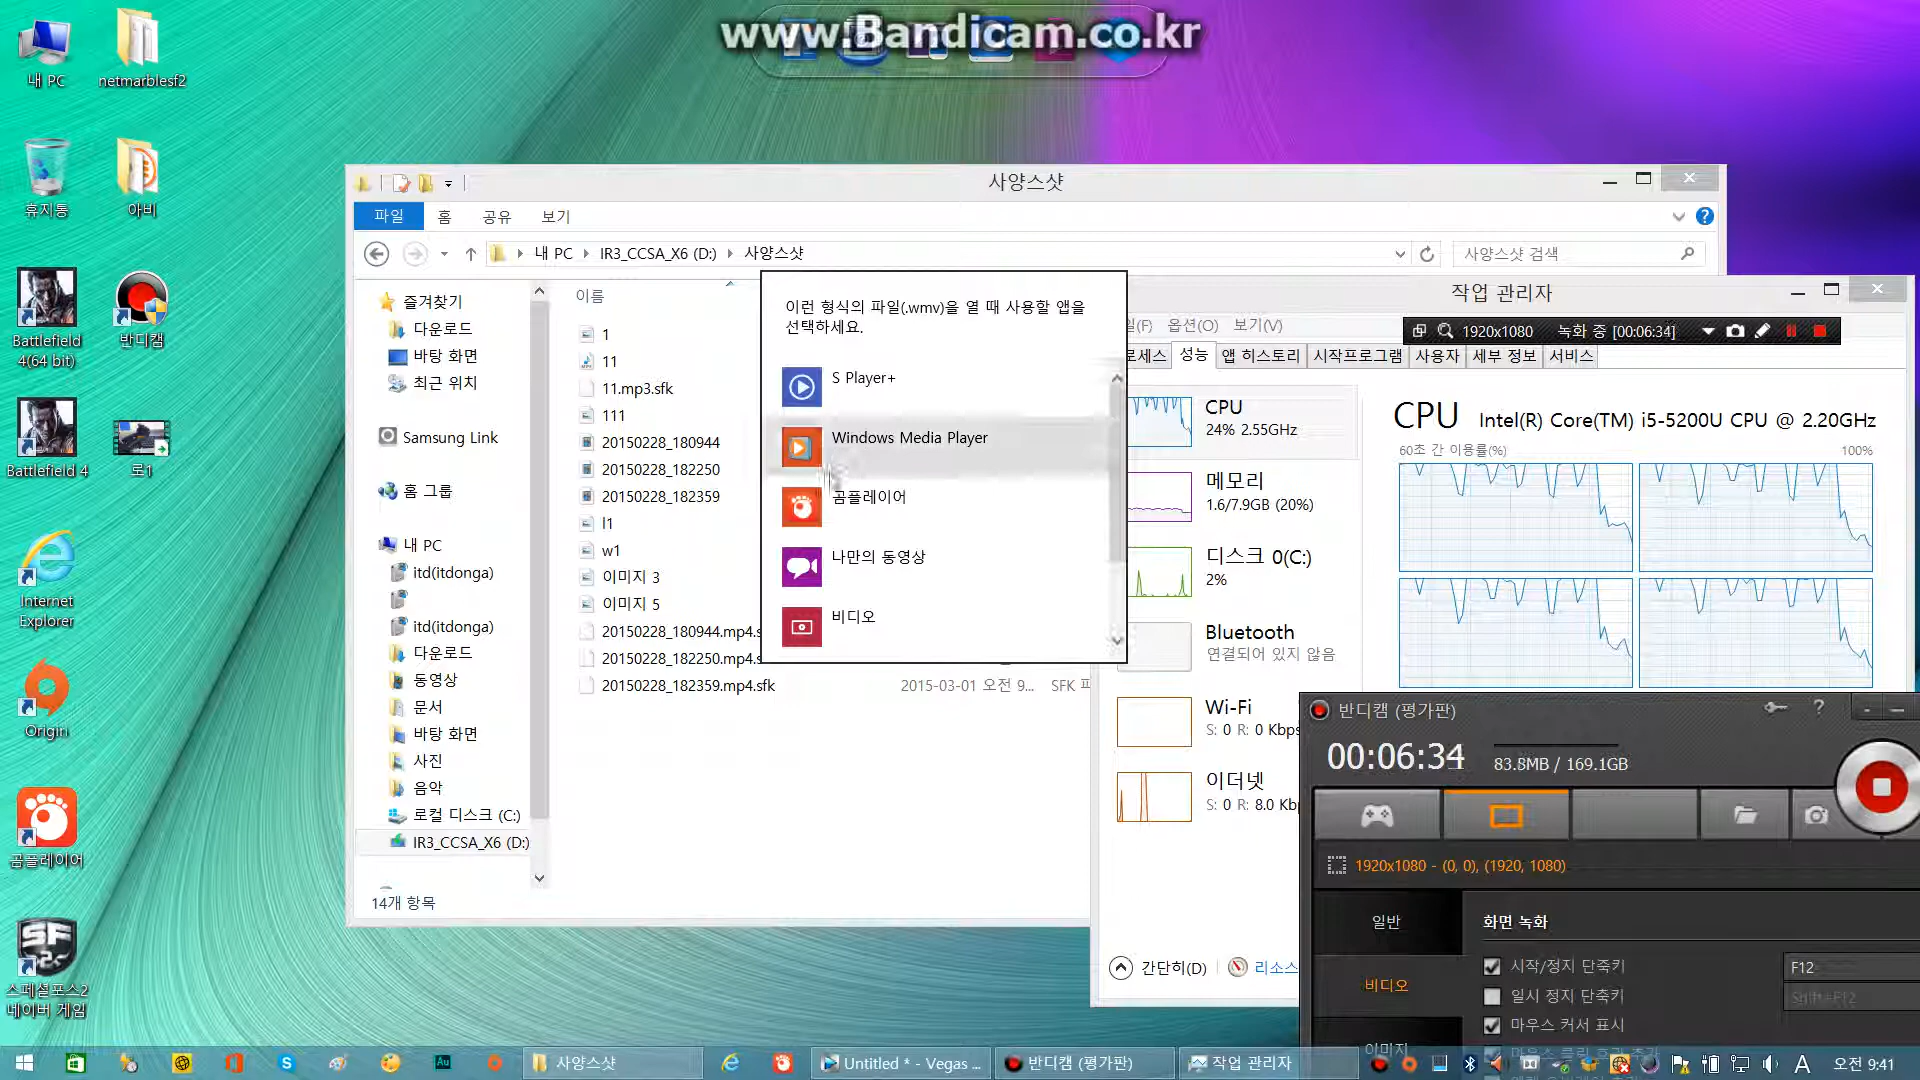 www.Bandicam.co.kr
내 PC
netmarblesf2
휴지통
아비
Battlefield
4(64 bit)
반디캠
Battlefield 4
로1
Internet
Explorer
Origin
곰플레이어
스페셜포스2
네이버 게임
사양스샷
파일
홈
공유
보기
내 PC
IR3_CCSA_X6 (D:)
사양스샷
사양스샷 검색
즐겨찾기
다운로드
바탕 화면
최근 위치
Samsung Link
홈 그룹
내 PC
itd(itdonga)
itd(itdonga)
다운로드
동영상
문서
바탕 화면
사진
음악
로컬 디스크 (C:)
IR3_CCSA_X6 (D:)
14개 항목
이름
1
11
11.mp3.sfk
111
20150228_180944
20150228_182250
20150228_182359
l1
w1
이미지 3
이미지 5
20150228_180944.mp4.s
20150228_182250.mp4.s
20150228_182359.mp4.sfk
2015-03-01 오전 9...
SFK 파
이런 형식의 파일(.wmv)을 열 때 사용할 앱을
선택하세요.
S Player+
Windows Media Player
곰플레이어
나만의 동영상
비디오
작업 관리자
일(F)
옵션(O)
보기(V)
1920x1080
녹화 중 [00:06:34]
로세스
성능
앱 히스토리
시작프로그램
사용자
세부 정보
서비스
CPU
24% 2.55GHz
메모리
1.6/7.9GB (20%)
디스크 0(C:)
2%
Bluetooth
연결되어 있지 않음
Wi-Fi
S: 0 R: 0 Kbps
이더넷
S: 0 R: 8.0 Kbp
CPU
Intel(R) Core(TM) i5-5200U CPU @ 2.20GHz
60초 간 이용률(%)
100%
간단히(D)
리소스
반디캠 (평가판)
00:06:34
83.8MB / 169.1GB
1920x1080 - (0, 0), (1920, 1080)
일반
비디오
이미지
화면 녹화
시작/정지 단축키
F12
일시 정지 단축키
Shift+F12
마우스 커서 표시
사양스샷
Untitled * - Vegas ...
반디캠 (평가판)
작업 관리자
A
오전 9:41